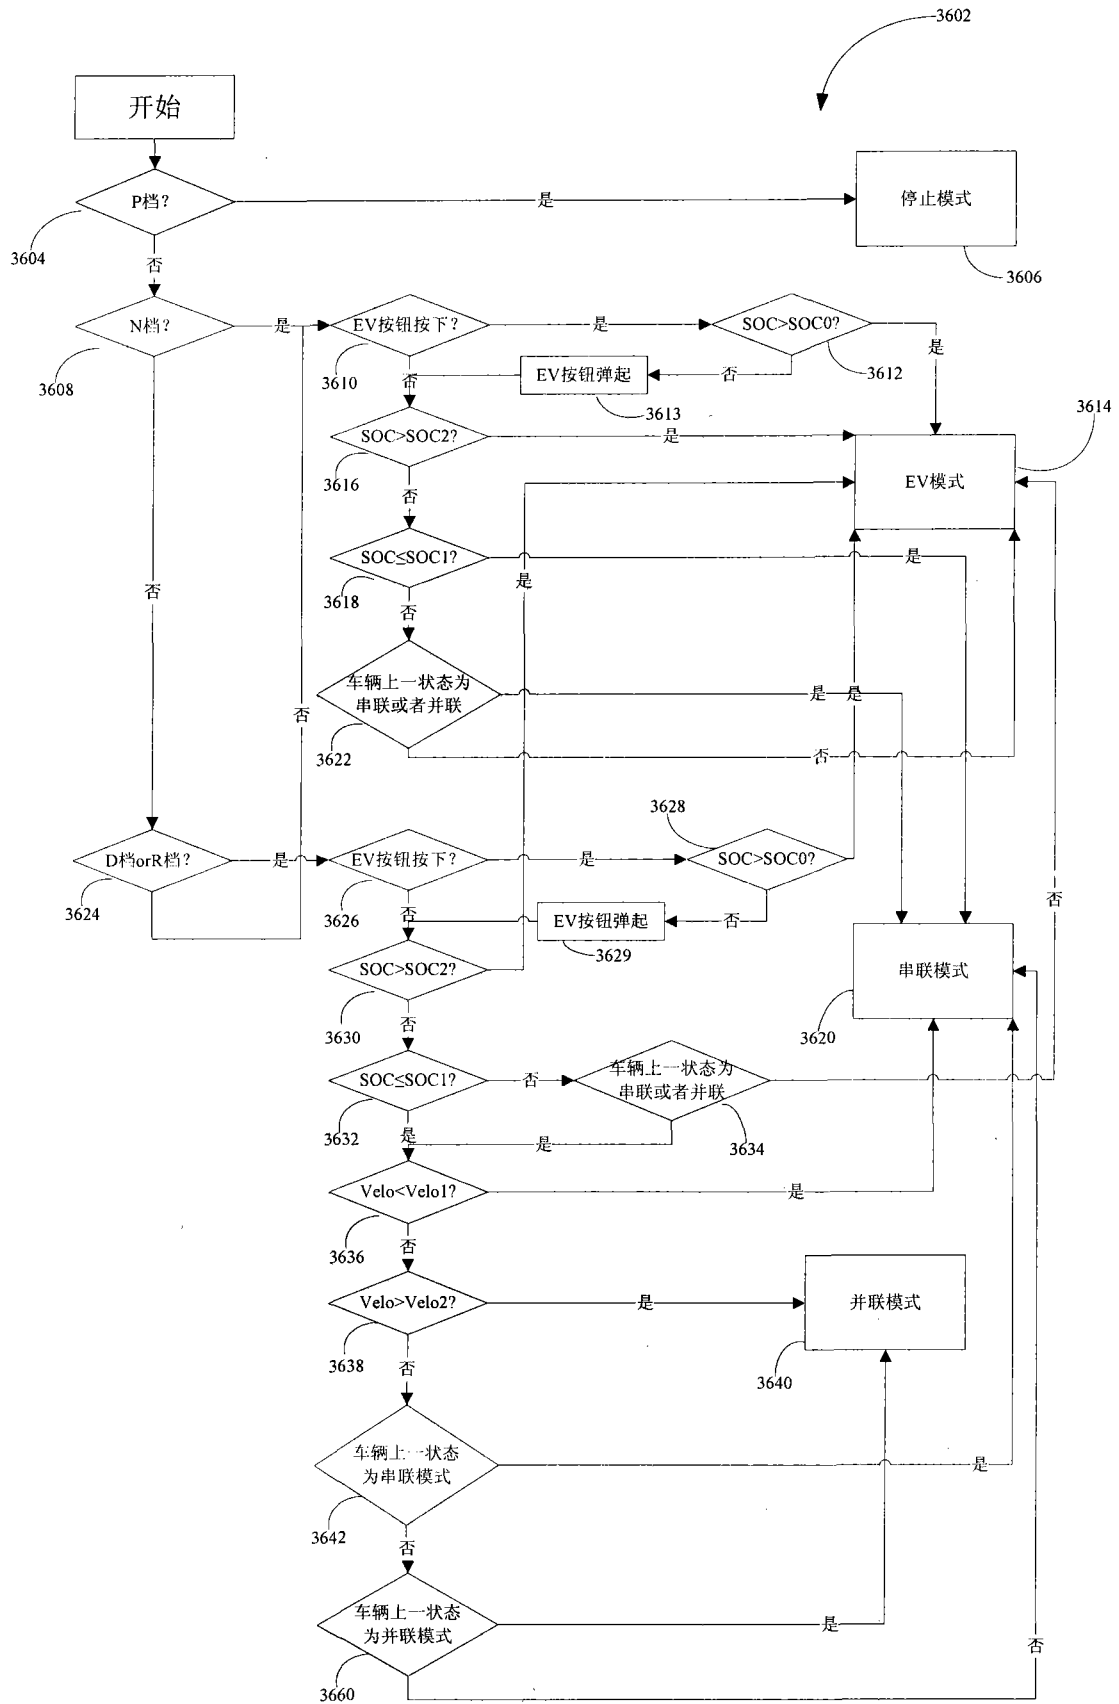 3602
开始
P档?
是
停止模式
3604
3606
否
N档?
是
EV按钮按下?
是
SOC>SOC0?
3608
3610
3612
是
否
EV按钮弹起
否
3613
3614
SOC>SOC2?
是
3616
EV模式
否
SOC≤SOC1?
是
3618
是
否
否
车辆上一状态为
串联或者并联
是
是
3622
否
否
3628
D档orR档?
是
EV按钮按下?
是
SOC>SOC0?
3624
3626
否
EV按钮弹起
否
否
3629
SOC>SOC2?
串联模式
3630
3620
否
SOC≤SOC1?
否
车辆上一状态为
串联或者并联
3632
是
是
3634
Velo<Velo1?
是
3636
否
Velo>Velo2?
是
并联模式
3638
否
3640
车辆上一状态
为串联模式
是
3642
否
车辆上一状态
为并联模式
是
3660
否